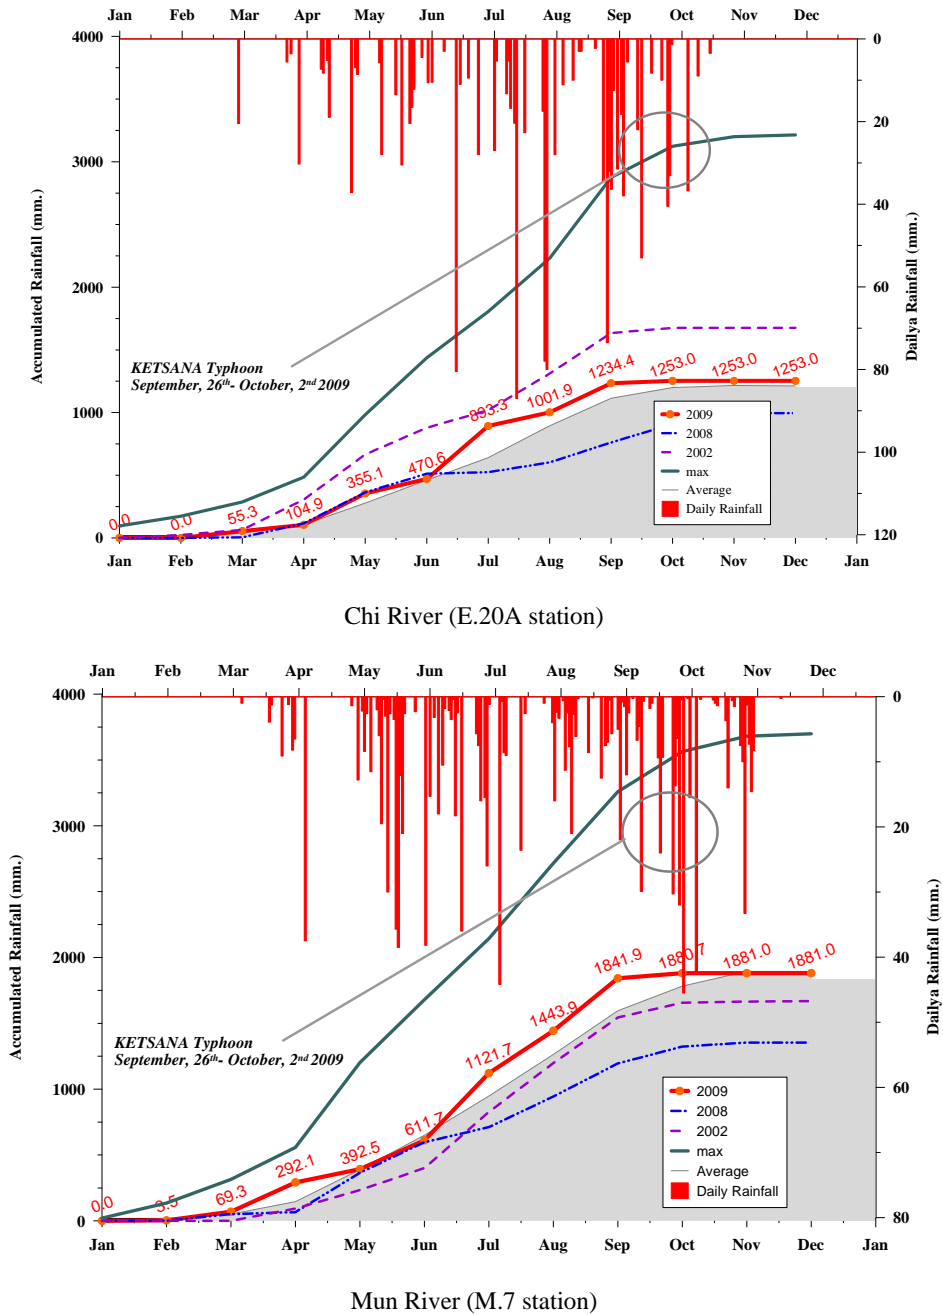 Jan Feb Mar Apr May Jun Jul Aug Sep Oct Nov Dec
4000
3000
2000
1000
0
Accumulated Rainfall (mm.)
0
20
40
60
80
100
120
Dailya Rainfall (mm.)
KETSANA Typhoon
September, 26th- October, 2nd 2009
0.0 0.0 55.3 104.9 355.1 470.6 893.3 1001.9 1234.4 1253.0 1253.0 1253.0
2009
2008
2002
max
Average
Daily Rainfall
Jan Feb Mar Apr May Jun Jul Aug Sep Oct Nov Dec Jan
Chi River (E.20A station)
Jan Feb Mar Apr May Jun Jul Aug Sep Oct Nov Dec
4000
3000
2000
1000
0
Accumulated Rainfall (mm.)
0
20
40
60
80
Dailya Rainfall (mm.)
KETSANA Typhoon
September, 26th- October, 2nd 2009
0.0 3.5 69.3 292.1 392.5 611.7 1121.7 1443.9 1841.9 1880.7 1881.0 1881.0
2009
2008
2002
max
Average
Daily Rainfall
Jan Feb Mar Apr May Jun Jul Aug Sep Oct Nov Dec Jan
Mun River (M.7 station)